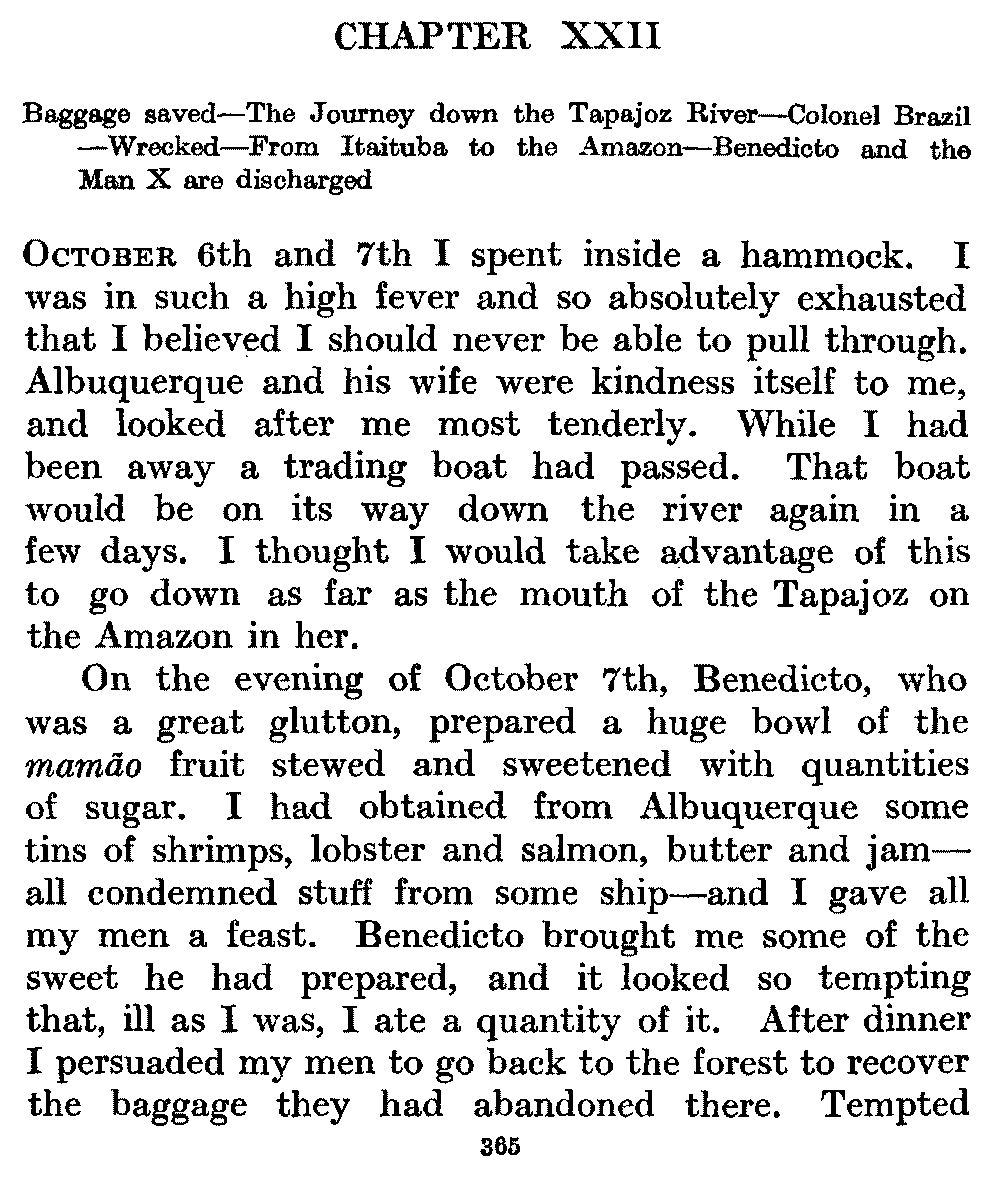 CHAPTER XXII
Baggage saved—The Journey down the Tapajoz River—Colonel Brazil
—Wrecked—From Itaituba to the Amazon—Benedicto and the
Man X are discharged
OCTOBER 6th and 7th I spent inside a hammock. I
was in such a high fever and so absolutely exhausted
that I believed I should never be able to pull through.
Albuquerque and his wife were kindness itself to me,
and looked after me most tenderly. While I had
been away a trading boat had passed. That boat
would be on its way down the river again in a
few days. I thought I would take advantage of this
to go down as far as the mouth of the Tapajoz on
the Amazon in her.
On the evening of October 7th, Benedicto, who
was a great glutton, prepared a huge bowl of the
mamão fruit stewed and sweetened with quantities
of sugar. I had obtained from Albuquerque some
tins of shrimps, lobster and salmon, butter and jam—
all condemned stuff from some ship—and I gave all
my men a feast. Benedicto brought me some of the
sweet he had prepared, and it looked so tempting
that, ill as I was, I ate a quantity of it. After dinner
I persuaded my men to go back to the forest to recover
the baggage they had abandoned there. Tempted
365